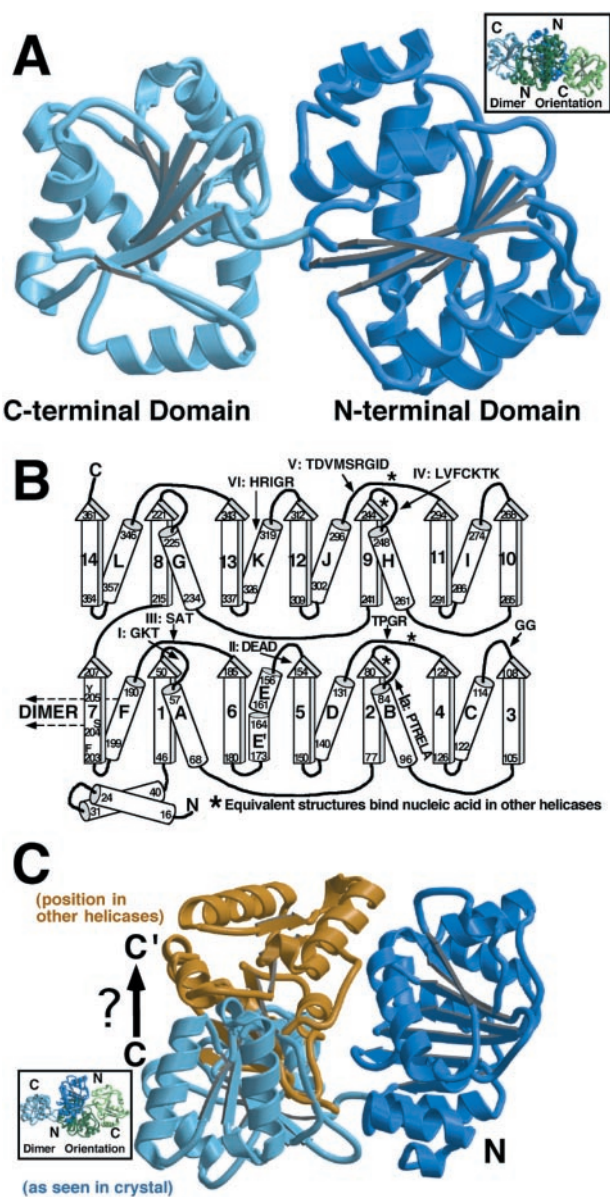 A
C N
N C
Dimer Orientation
C-terminal Domain
N-terminal Domain
B
V: TDVMSRGID
C
VI: HRIGR
*
IV: LVFCKTK
*
361 346 221 225 343 319 312 296 244 248 294 274 268
14 L 8 G 13 K 12 J 9 H 11 I 10
364 357 215 234 337 326 309 302 241 261 291 286 265
III: SAT
I: GKT
II: DEAD
TPGR
*
GG
207 190 50 57 185 156 154 131 80 84 129 114 108
*
Ia: PTRELA
Y
205
E
161
DIMER
7 F 1 A 6 5 D 2 B 4 C 3
S
204
164
E'
F
203 199 46 68 180 173 150 140 77 96 126 122 105
24 40
31 16 N
* Equivalent structures bind nucleic acid in other helicases
C
(position in
other helicases)
C'
?
C
C N
N C
Dimer Orientation
N
(as seen in crystal)